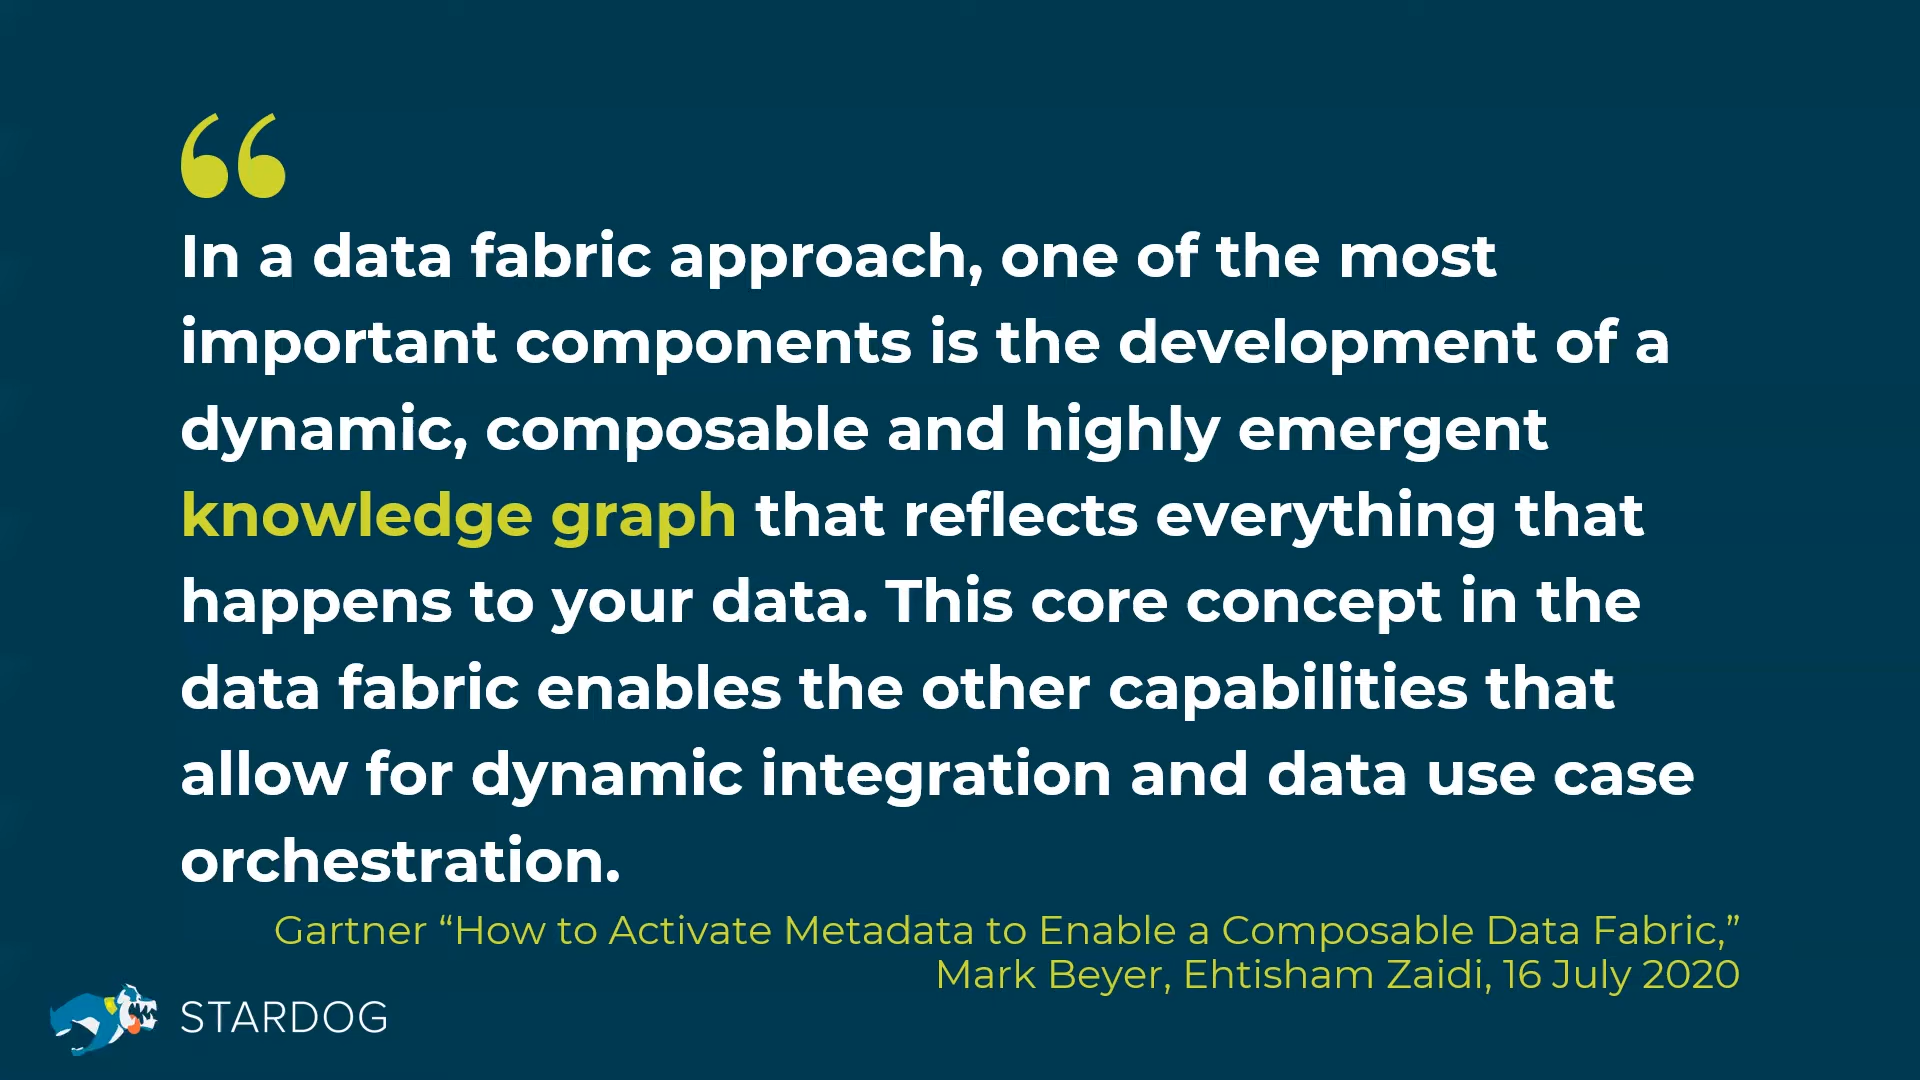 “
In a data fabric approach, one of the most
important components is the development of a
dynamic, composable and highly emergent
knowledge graph that reflects everything that
happens to your data. This core concept in the
data fabric enables the other capabilities that
allow for dynamic integration and data use case
orchestration.
Gartner “How to Activate Metadata to Enable a Composable Data Fabric,”
Mark Beyer, Ehtisham Zaidi, 16 July 2020
STARDOG